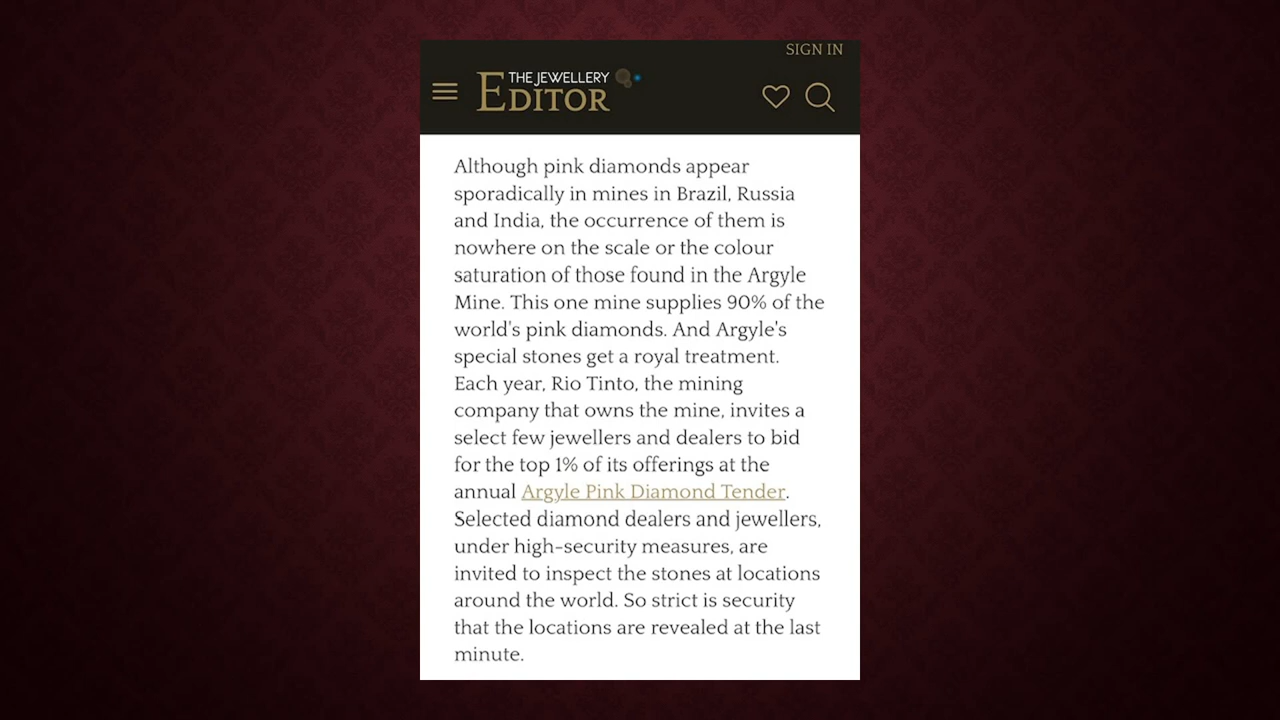 SIGN IN
THE JEWELLERY
EDITOR
Although pink diamonds appear
sporadically in mines in Brazil, Russia
and India, the occurrence of them is
nowhere on the scale or the colour
saturation of those found in the Argyle
Mine. This one mine supplies 90% of the
world's pink diamonds. And Argyle's
special stones get a royal treatment.
Each year, Rio Tinto, the mining
company that owns the mine, invites a
select few jewellers and dealers to bid
for the top 1% of its offerings at the
annual Argyle Pink Diamond Tender.
Selected diamond dealers and jewellers,
under high-security measures, are
invited to inspect the stones at locations
around the world. So strict is security
that the locations are revealed at the last
minute.